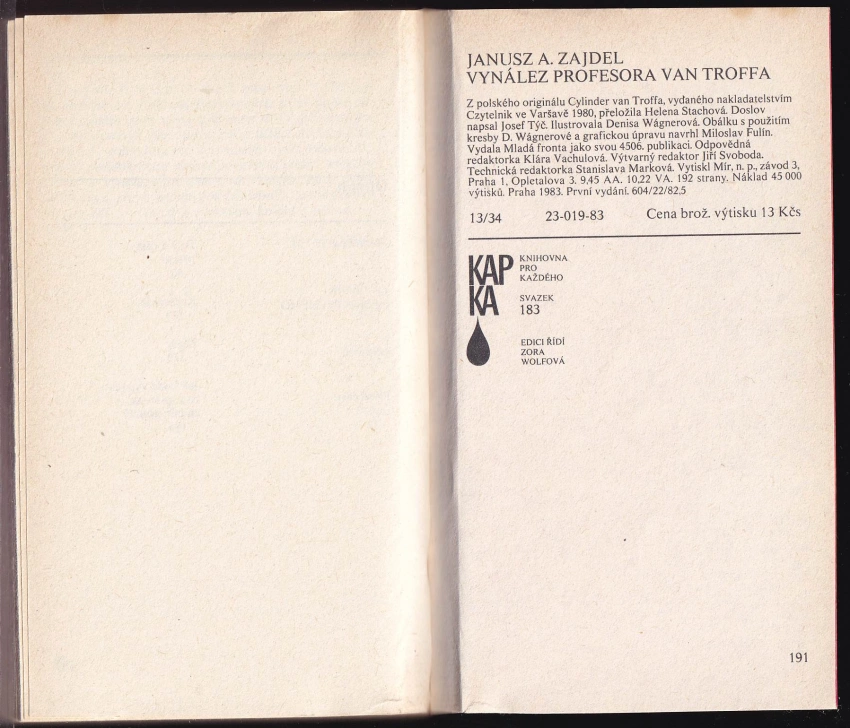 JANUSZ A. ZAJDEL
VYNÁLEZ PROFESORA VAN TROFFA
Z polského originálu Cylinder van Troffa, vydaného nakladatelstvím
Czytelnik ve Varšavě 1980, přeložila Helena Stachová. Doslov
napsal Josef Týč. Ilustrovala Denisa Wágnerová. Obálku s použitím
kresby D. Wágnerové a grafickou úpravu navrhl Miloslav Fulín.
Vydala Mladá fronta jako svou 4506. publikaci. Odpovědná
redaktorka Klára Vachulová. Výtvarný redaktor Jiří Svoboda.
Technická redaktorka Stanislava Marková. Vytiskl Mír, n. p., závod 3,
Praha 1, Opletalova 3. 9,45 AA. 10,22 VA. 192 strany. Náklad 45 000
výtisků. Praha 1983. První vydání. 604/22/82,5
13/34 23-019-83 Cena brož. výtisku 13 Kčs
KAP
KA
KNIHOVNA
PRO
KAŽDÉHO
SVAZEK
183
EDICI ŘÍDÍ
ZORA
WOLFOVÁ
191